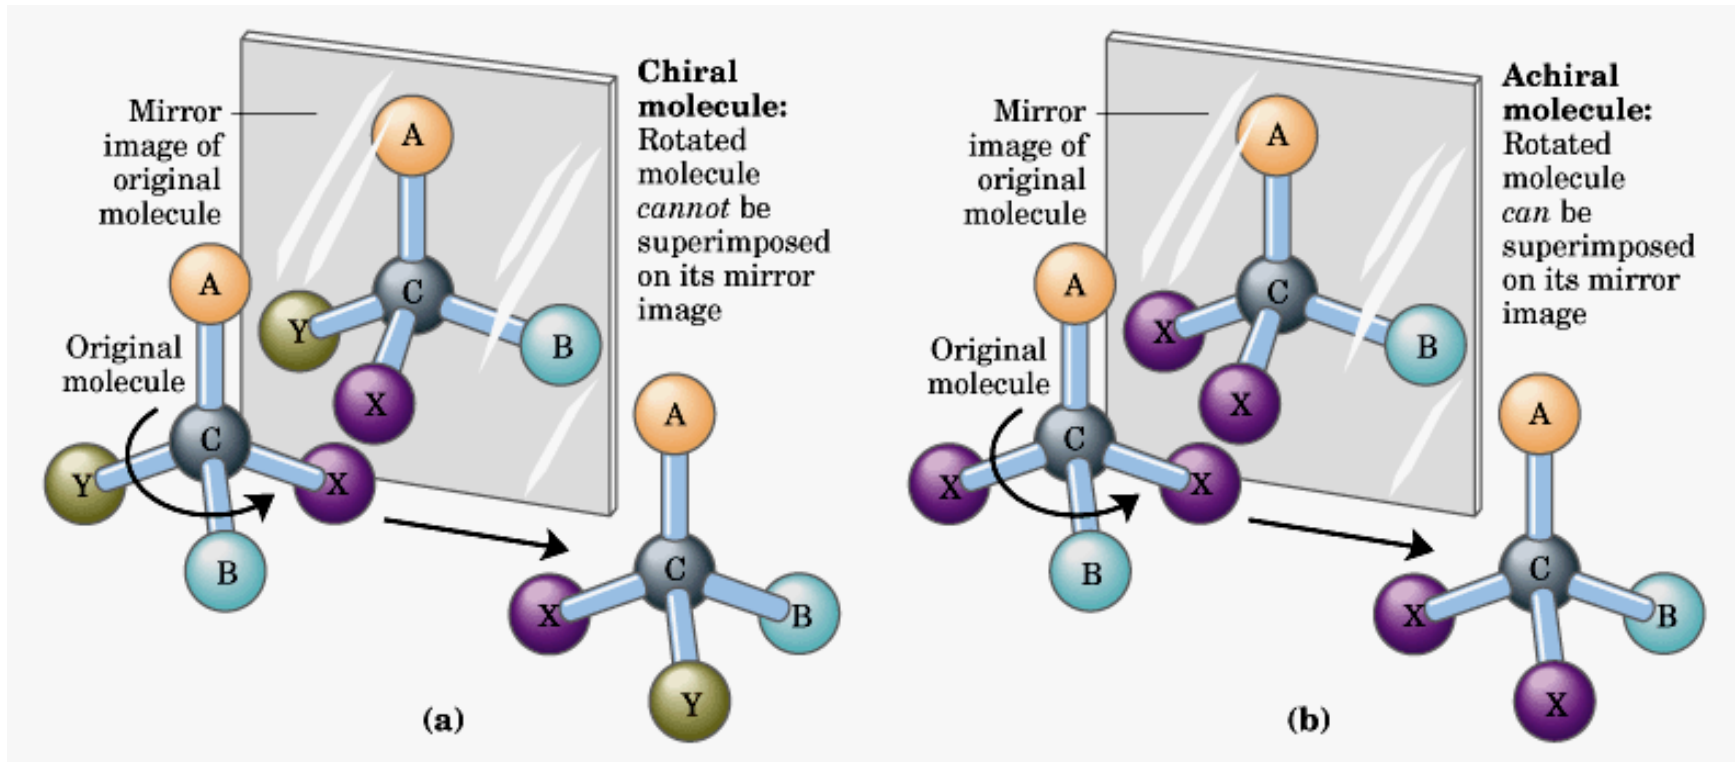 Mirror
image of
original
molecule
A
C
Y
X
B
Chiral
molecule:
Rotated
molecule
cannot be
superimposed
on its mirror
image
Original
molecule
A
C
Y
X
B
A
C
X
B
Y
(a)
Mirror
image of
original
molecule
A
C
X
X
B
Achiral
molecule:
Rotated
molecule
can be
superimposed
on its mirror
image
Original
molecule
A
C
X
X
B
A
C
X
B
X
(b)